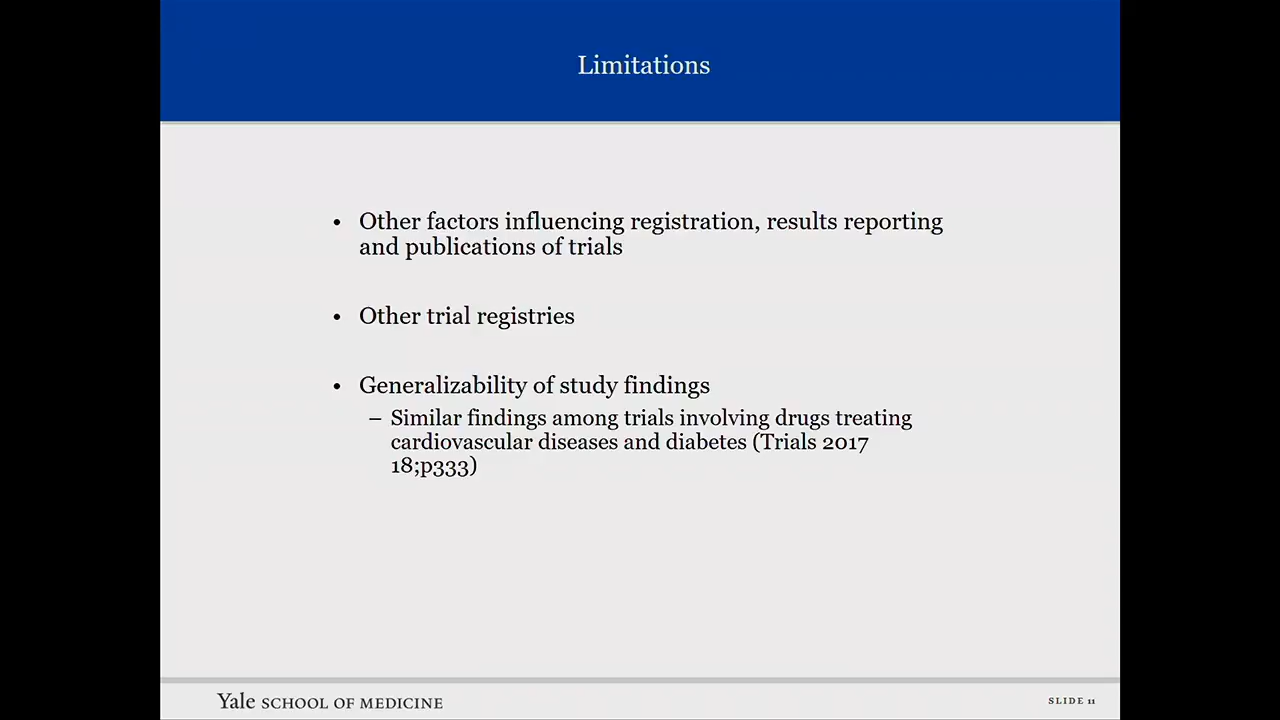 Limitations
• Other factors influencing registration, results reporting
and publications of trials
• Other trial registries
• Generalizability of study findings
– Similar findings among trials involving drugs treating
cardiovascular diseases and diabetes (Trials 2017
18;p333)
Yale SCHOOL OF MEDICINE
SLIDE 11